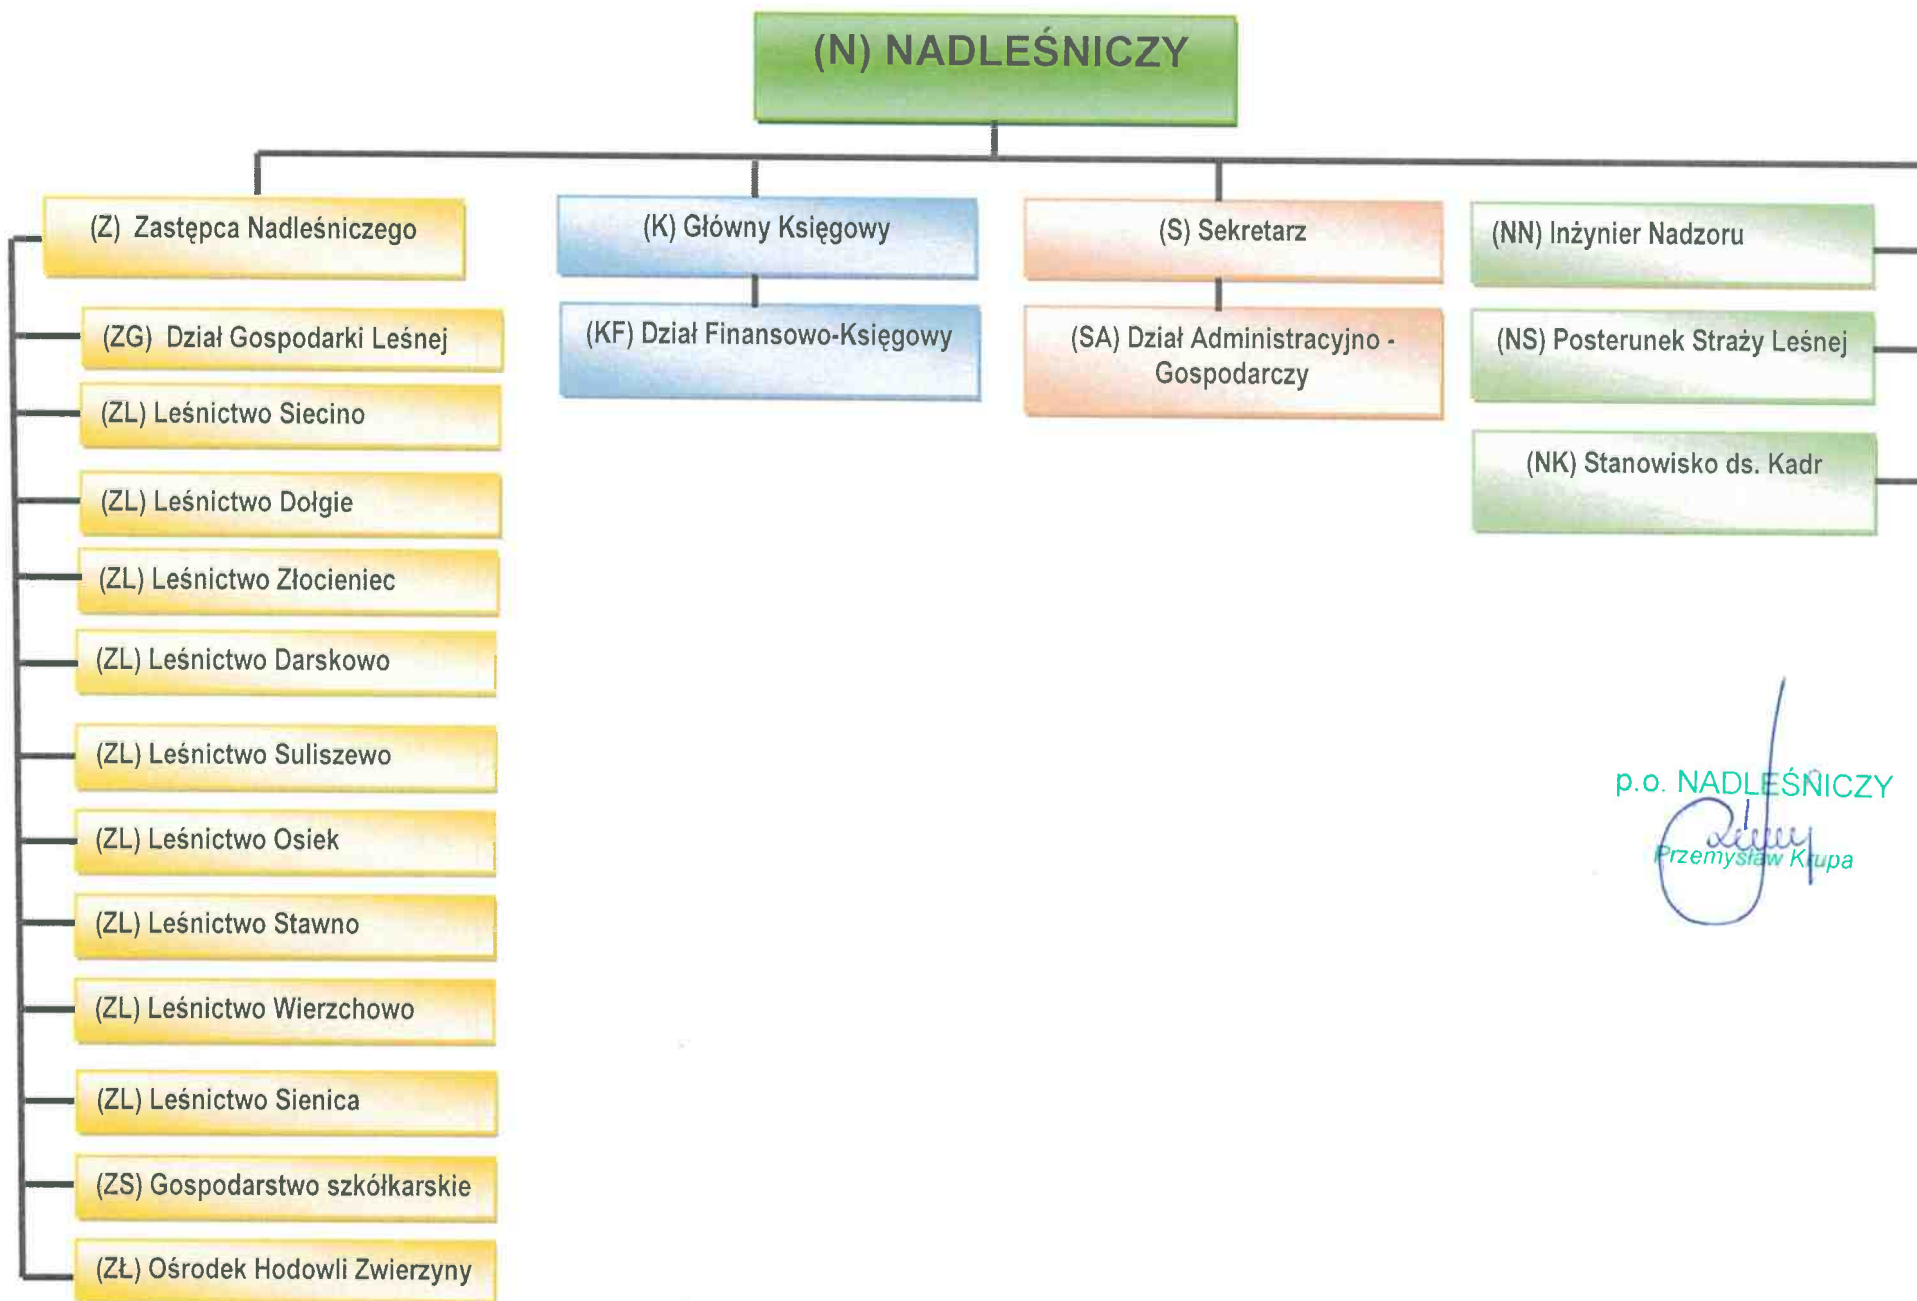 (N) NADLEŚNICZY
(Z) Zastępca Nadleśniczego
(ZG) Dział Gospodarki Leśnej
(ZL) Leśnictwo Siecino
(ZL) Leśnictwo Dołgie
(ZL) Leśnictwo Złocieniec
(ZL) Leśnictwo Darskowo
(ZL) Leśnictwo Suliszewo
(ZL) Leśnictwo Osiek
(ZL) Leśnictwo Stawno
(ZL) Leśnictwo Wierzchowo
(ZL) Leśnictwo Sienica
(ZS) Gospodarstwo szkółkarskie
(ZŁ) Ośrodek Hodowli Zwierzyny
(K) Główny Księgowy
(KF) Dział Finansowo-Księgowy
(S) Sekretarz
(SA) Dział Administracyjno -
Gospodarczy
(NN) Inżynier Nadzoru
(NS) Posterunek Straży Leśnej
(NK) Stanowisko ds. Kadr
p.o. NADLEŚNICZY
Przemysław Krupa